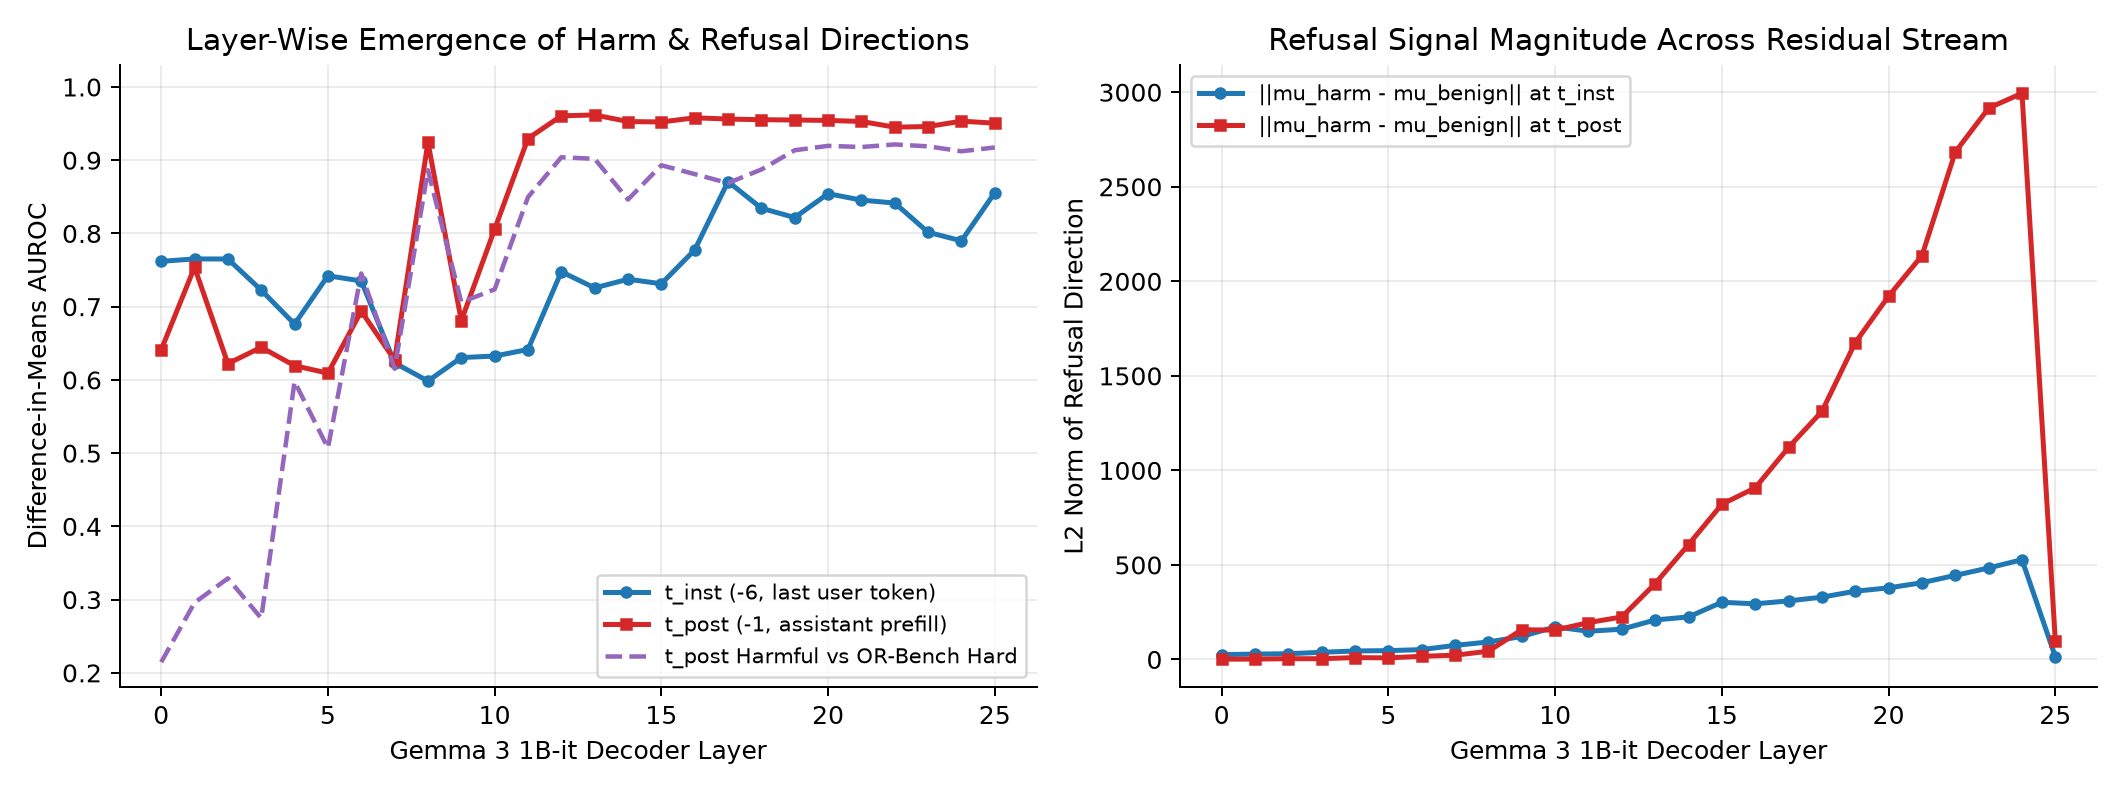 Layer-Wise Emergence of Harm & Refusal Directions
Difference-in-Means AUROC
1.0
0.9
0.8
0.7
0.6
0.5
0.4
0.3
0.2
t_inst (-6, last user token)
t_post (-1, assistant prefill)
t_post Harmful vs OR-Bench Hard
0 5 10 15 20 25
Gemma 3 1B-it Decoder Layer
Refusal Signal Magnitude Across Residual Stream
L2 Norm of Refusal Direction
3000
2500
2000
1500
1000
500
0
||mu_harm - mu_benign|| at t_inst
||mu_harm - mu_benign|| at t_post
0 5 10 15 20 25
Gemma 3 1B-it Decoder Layer